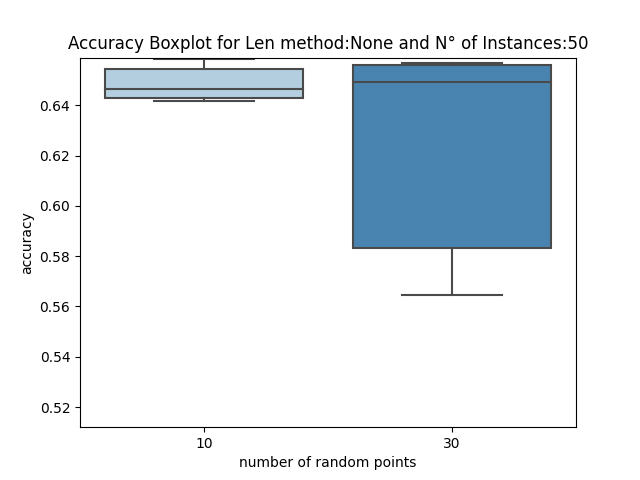 Accuracy Boxplot for Len method:None and N° of Instances:50
accuracy
0.64
0.62
0.60
0.58
0.56
0.54
0.52
10 30
number of random points